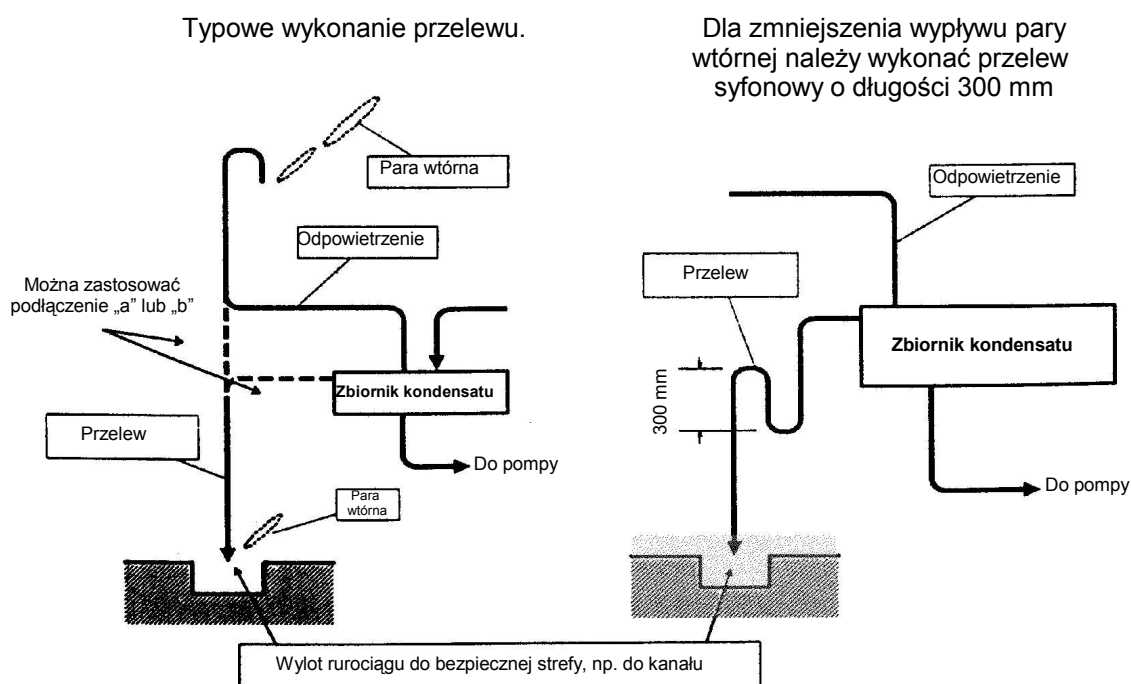 Typowe wykonanie przelewu.
Dla zmniejszenia wypływu pary
wtórnej należy wykonać przelew
syfonowy o długości 300 mm
Para wtórna
Odpowietrzenie
Można zastosować
podłączenie „a” lub „b”
Zbiornik kondensatu
Przelew
Do pompy
Para
wtórna
Odpowietrzenie
Przelew
Zbiornik kondensatu
300 mm
Do pompy
Wylot rurociągu do bezpiecznej strefy, np. do kanału